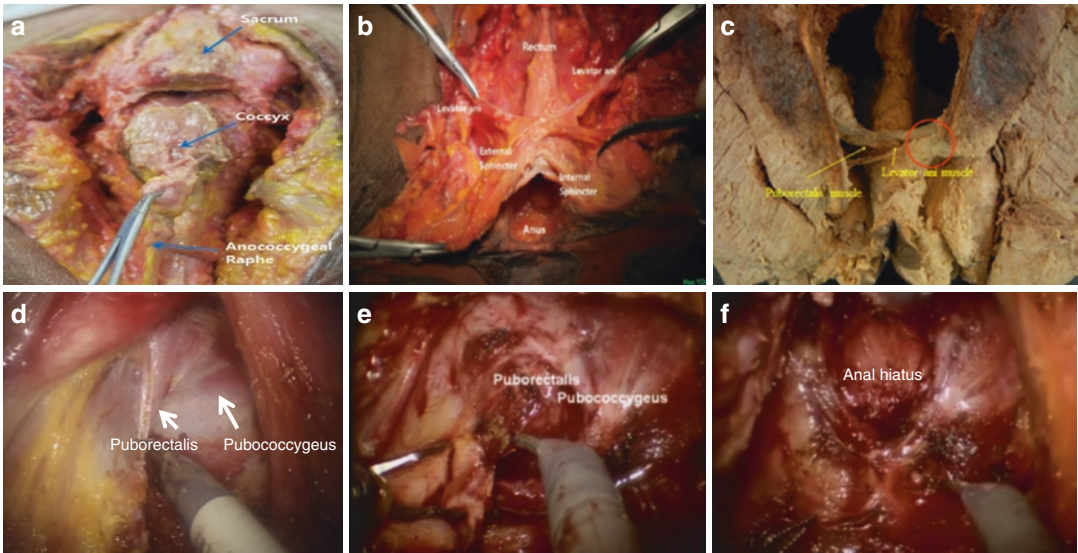 a
Sacrum
Coccyx
Anococcygeal
Raphe
b
Rectum
Levator ani
Levator ani
External
Sphincter
Internal
Sphincter
Anus
c
Levator ani muscle
Puborectalis muscle
d
Puborectalis
Pubococcygeus
e
Puborectalis
Pubococcygeus
f
Anal hiatus